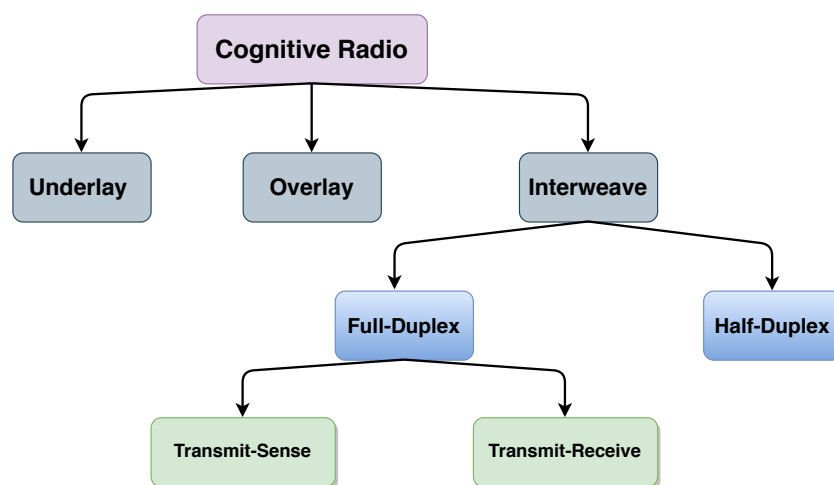 Cognitive Radio
Underlay
Overlay
Interweave
Full-Duplex
Half-Duplex
Transmit-Sense
Transmit-Receive